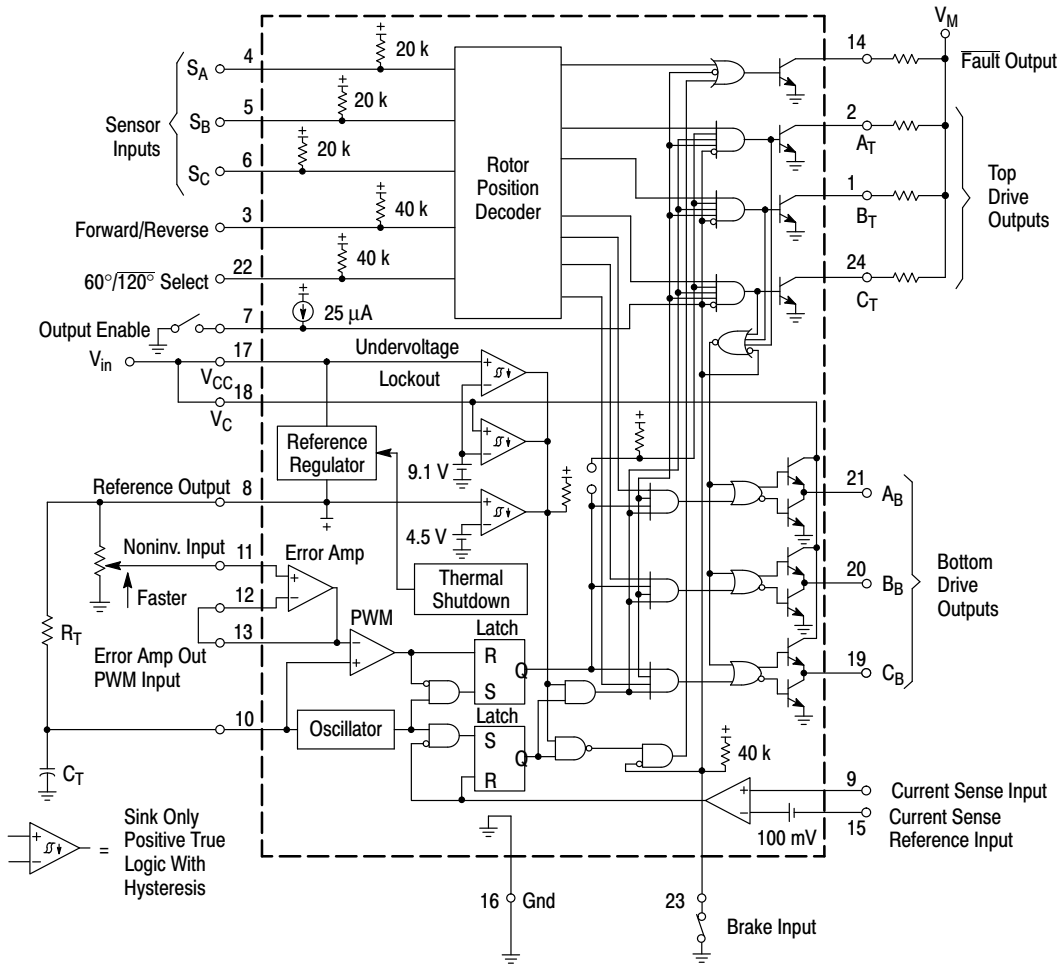 V_M
14
Fault Output
4
S_A
20 k
5
S_B
20 k
6
S_C
20 k
Sensor
Inputs
3
Forward/Reverse
40 k
22
60°/120° Select
40 k
7
Output Enable
25 μA
Rotor
Position
Decoder
2
A_T
1
B_T
24
C_T
Top
Drive
Outputs
V_in
17
V_CC
18
V_C
Undervoltage
Lockout
Reference
Regulator
9.1 V
Reference Output
8
4.5 V
Noninv. Input
11
Error Amp
Faster
12
13
R_T
Error Amp Out
PWM Input
Thermal
Shutdown
PWM
Latch
R
Q
S
Latch
S
Q
R
10
Oscillator
C_T
21
A_B
20
B_B
19
C_B
Bottom
Drive
Outputs
40 k
9
Current Sense Input
100 mV
15
Current Sense
Reference Input
=
Sink Only
Positive True
Logic With
Hysteresis
16
Gnd
23
Brake Input